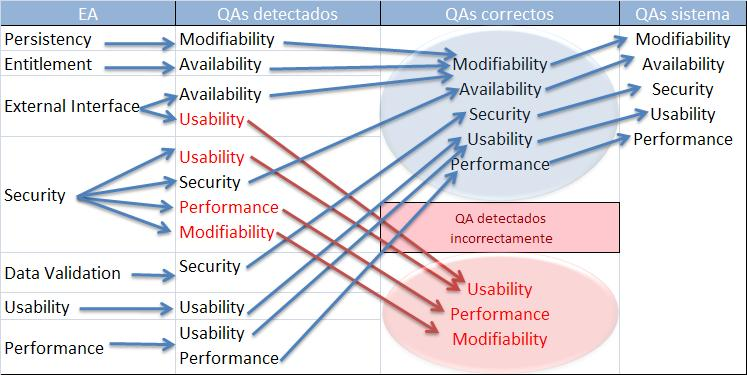 EA
QAs detectados
QAs correctos
QAs sistema
Persistency
Modifiability
Entitlement
Availability
External Interface
Availability
Usability
Security
Usability
Security
Performance
Modifiability
Data Validation
Security
Usability
Usability
Performance
Usability
Performance
Modifiability
Availability
Security
Usability
Performance
QA detectados
incorrectamente
Usability
Performance
Modifiability
Modifiability
Availability
Security
Usability
Performance